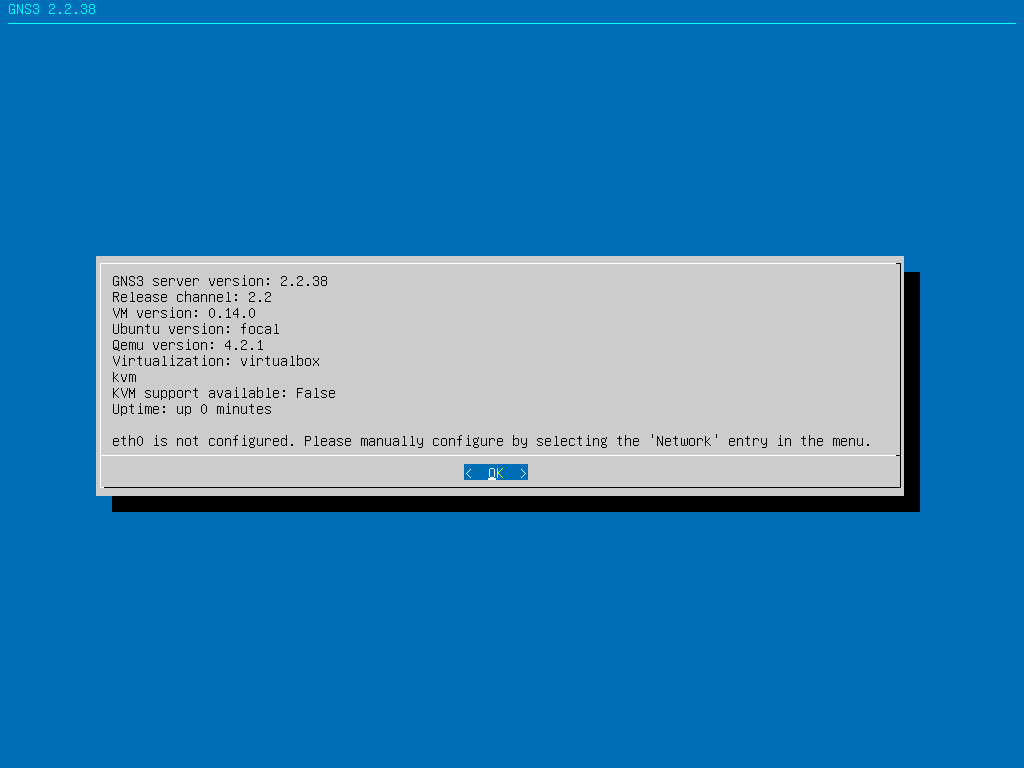 GNS3 2.2.38
GNS3 server version: 2.2.38
Release channel: 2.2
VM version: 0.14.0
Ubuntu version: focal
Qemu version: 4.2.1
Virtualization: virtualbox
kvm
KVM support available: False
Uptime: up 0 minutes
eth0 is not configured. Please manually configure by selecting the 'Network' entry in the menu.
<  OK  >